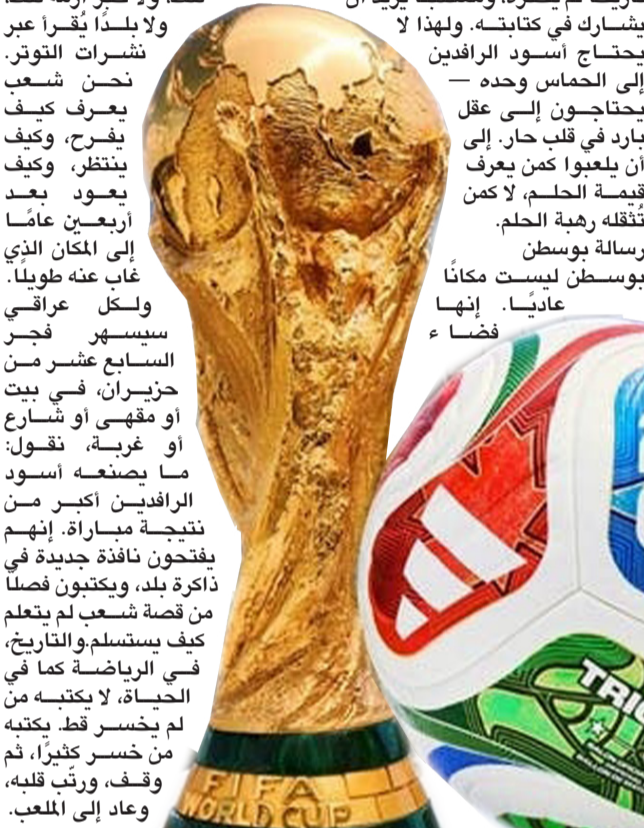 يريد أن
يشارك في كتابته. ولهذا لا
يحتاج أسود الرافدين
إلى الحماس وحده —
يحتاجون إلى عقل
بارد في قلب حار. إلى
أن يلعبوا كمن يعرف
قيمة الحلم، لا كمن
تُثقله رهبة الحلم.
رسالة بوسطن
بوسطن ليست مكانًا
عاديًا. إنها
فضاء
ولا بلدًا يُقرأ عبر
نشرات التوتر.
نحن شعب
يعرف كيف
يفرح، وكيف
ينتظر، وكيف
يعود بعد
أربعين عامًا
إلى المكان الذي
غاب عنه طويلًا.
ولكل عراقي
سيسهر فجر
السابع عشر من
حزيران، في بيت
أو مقهى أو شارع
أو غربة، نقول:
ما يصنعه أسود
الرافدين أكبر من
نتيجة مباراة. إنهم
يفتحون نافذة جديدة في
ذاكرة بلد، ويكتبون فصلًا
من قصة شعب لم يتعلم
كيف يستسلم.والتاريخ،
في الرياضة كما في
الحياة، لا يكتبه من
لم يخسر قط. يكتبه
من خسر كثيرًا، ثم
وقف، ورتّب قلبه،
وعاد إلى الملعب.
FIFA
WORLD CUP
TRI